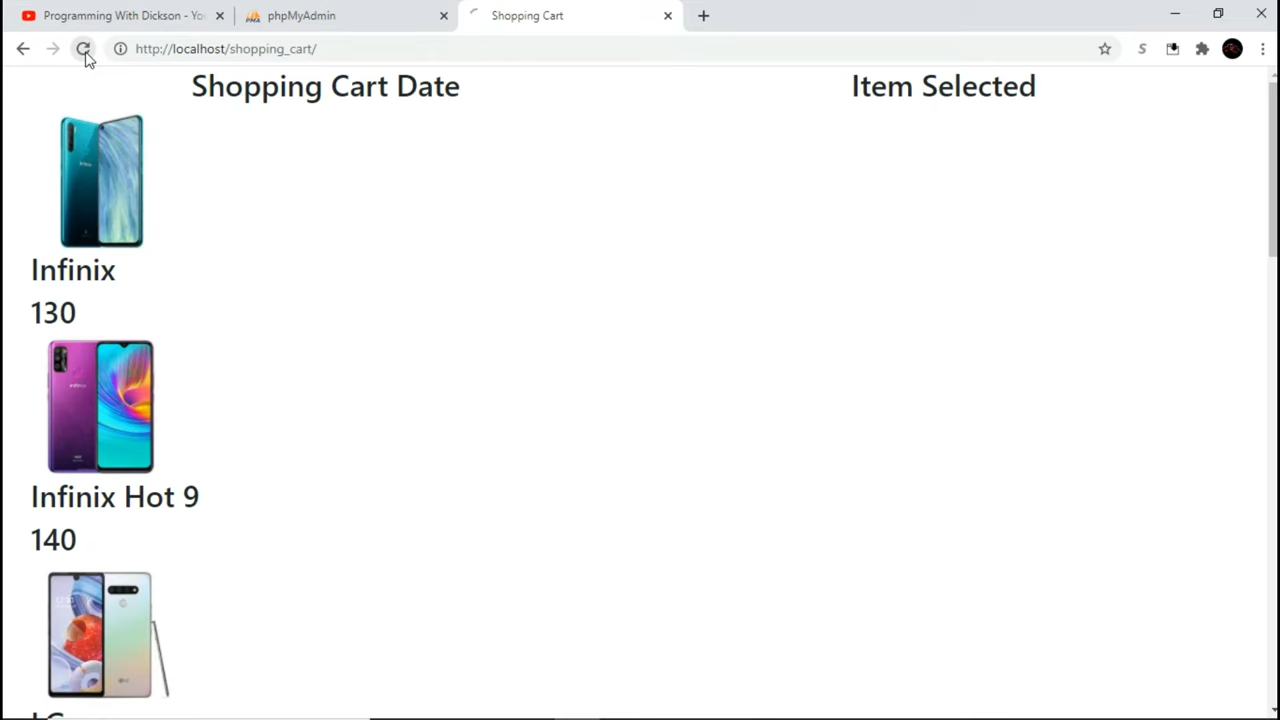 Programming With Dickson - Yo
phpMyAdmin
Shopping Cart
http://localhost/shopping_cart/
Shopping Cart Date
Item Selected
Infinix
130
Infinix Hot 9
140